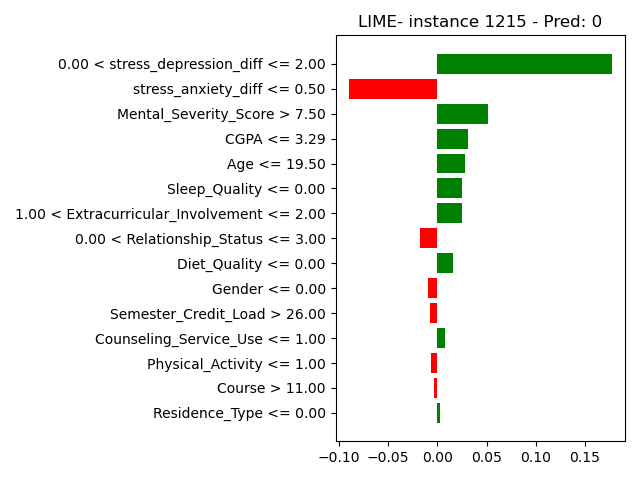 LIME- instance 1215 - Pred: 0
0.00 < stress_depression_diff <= 2.00
stress_anxiety_diff <= 0.50
Mental_Severity_Score > 7.50
CGPA <= 3.29
Age <= 19.50
Sleep_Quality <= 0.00
1.00 < Extracurricular_Involvement <= 2.00
0.00 < Relationship_Status <= 3.00
Diet_Quality <= 0.00
Gender <= 0.00
Semester_Credit_Load > 26.00
Counseling_Service_Use <= 1.00
Physical_Activity <= 1.00
Course > 11.00
Residence_Type <= 0.00
−0.10 −0.05 0.00 0.05 0.10 0.15